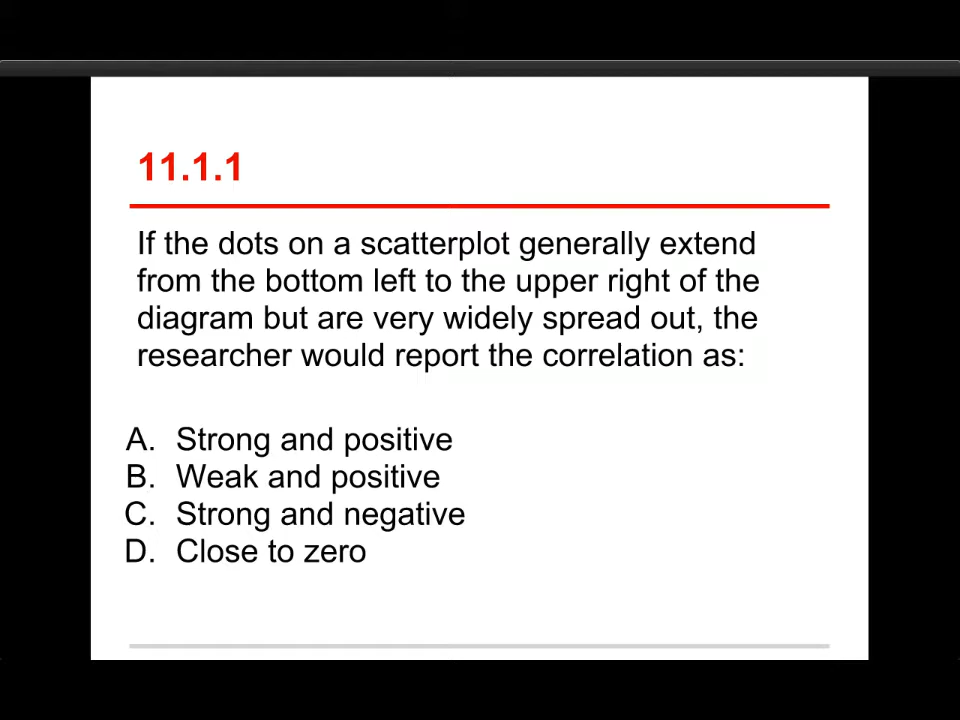 11.1.1
If the dots on a scatterplot generally extend
from the bottom left to the upper right of the
diagram but are very widely spread out, the
researcher would report the correlation as:
A. Strong and positive
B. Weak and positive
C. Strong and negative
D. Close to zero